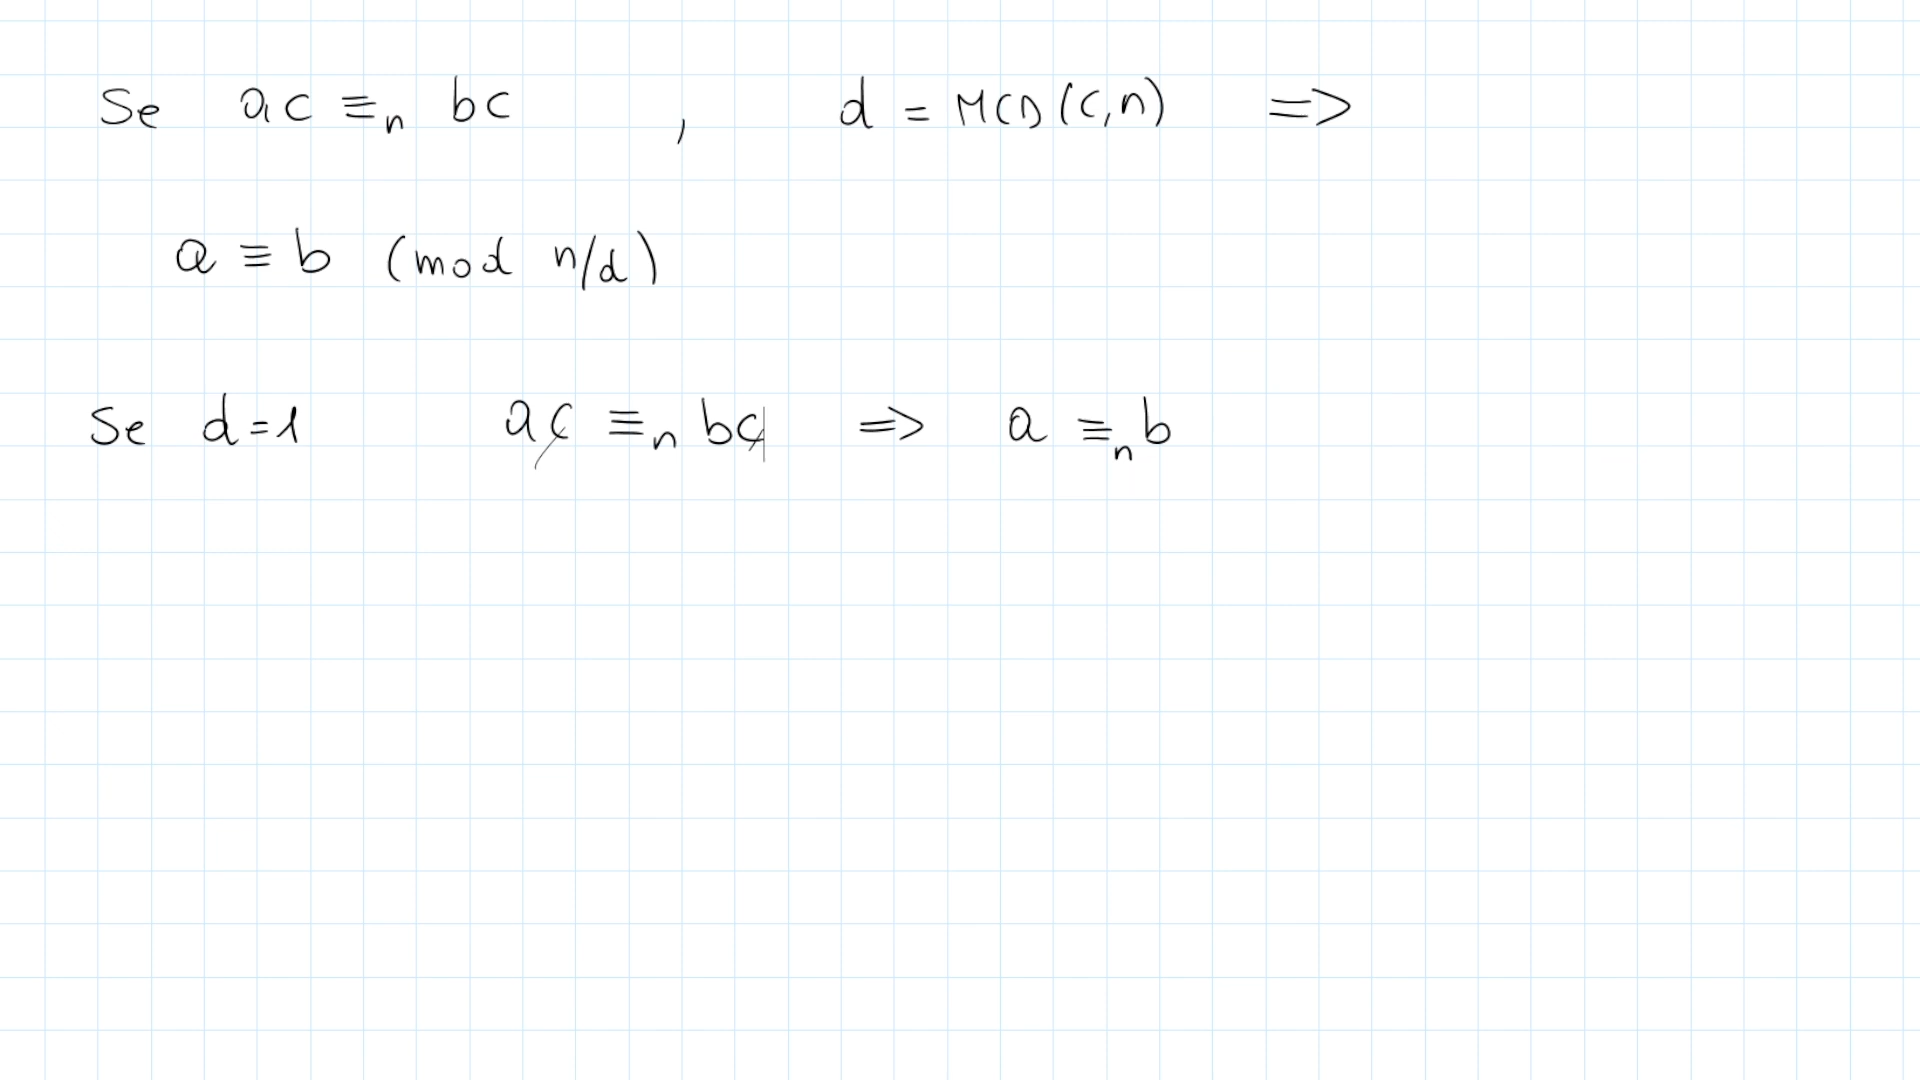 Se ac ≡ₙ bc , d = MCD (c,n) =>
a ≡ b (mod n/d)
Se d=1 ac ≡ₙ bc => a ≡ₙ b